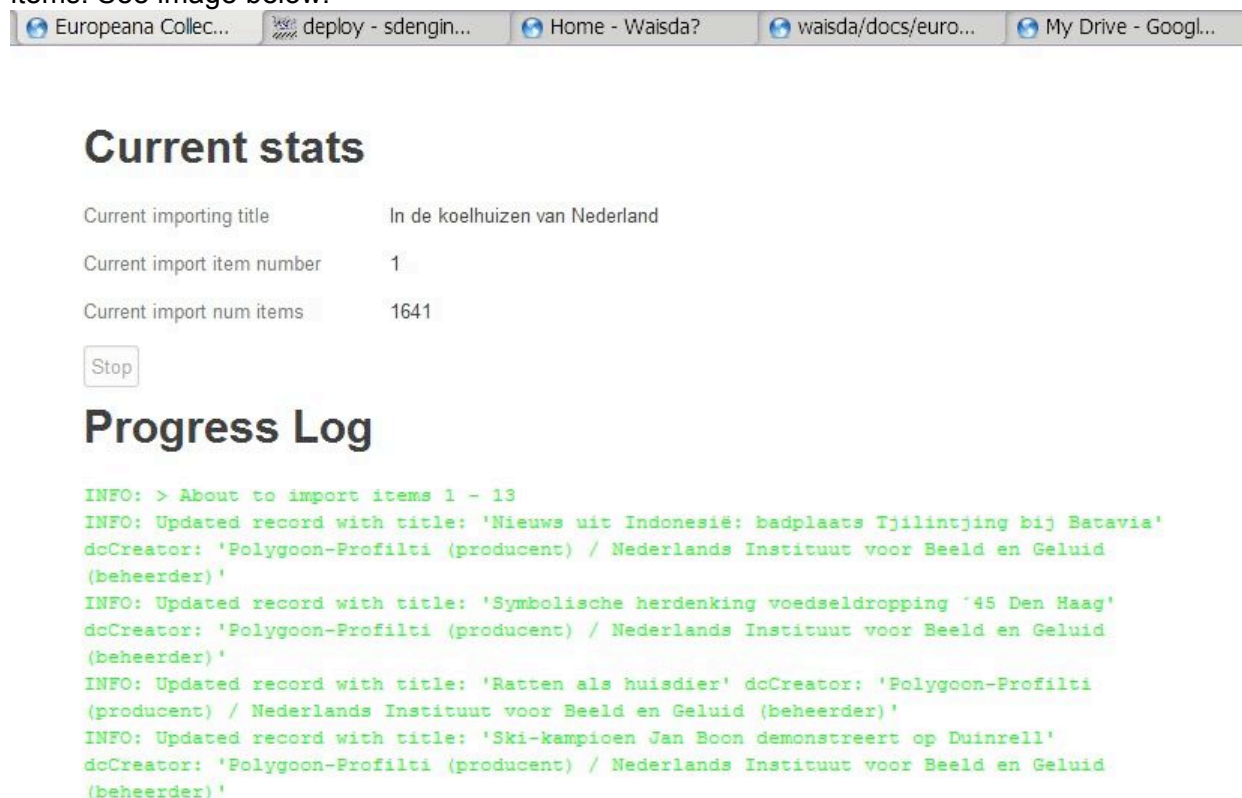 items. See image below.
Europeana Collec... deploy - sdengin... Home - Waisda? waisda/docs/euro... My Drive - Googl...
Current stats
Current importing title In de koelhuizen van Nederland
Current import item number 1
Current import num items 1641
Stop
Progress Log
INFO: > About to import items 1 - 13
INFO: Updated record with title: 'Nieuws uit Indonesië: badplaats Tjilintjing bij Batavia'
dcCreator: 'Polygoon-Profilti (producent) / Nederlands Instituut voor Beeld en Geluid
(beheerder)'
INFO: Updated record with title: 'Symbolische herdenking voedseldropping ´45 Den Haag'
dcCreator: 'Polygoon-Profilti (producent) / Nederlands Instituut voor Beeld en Geluid
(beheerder)'
INFO: Updated record with title: 'Ratten als huisdier' dcCreator: 'Polygoon-Profilti
(producent) / Nederlands Instituut voor Beeld en Geluid (beheerder)'
INFO: Updated record with title: 'Ski-kampioen Jan Boon demonstreert op Duinrell'
dcCreator: 'Polygoon-Profilti (producent) / Nederlands Instituut voor Beeld en Geluid
(beheerder)'